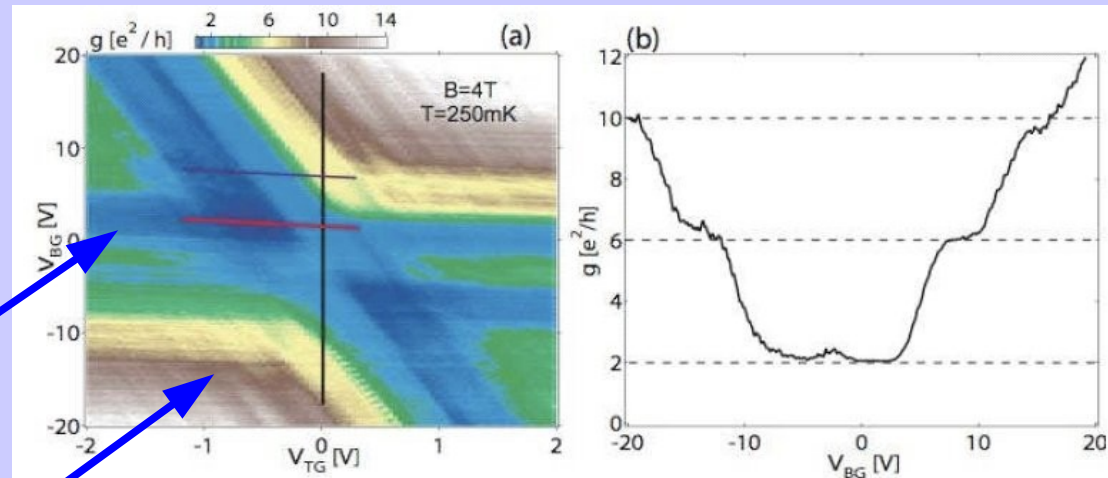 g [e²/h]
2 6 10 14
(a)
B=4T
T=250mK
20
10
0
-10
-20
V_BG [V]
-2 -1 0 1 2
V_TG [V]
(b)
12
10
8
6
4
2
0
g [e²/h]
-20 -10 0 10 20
V_BG [V]